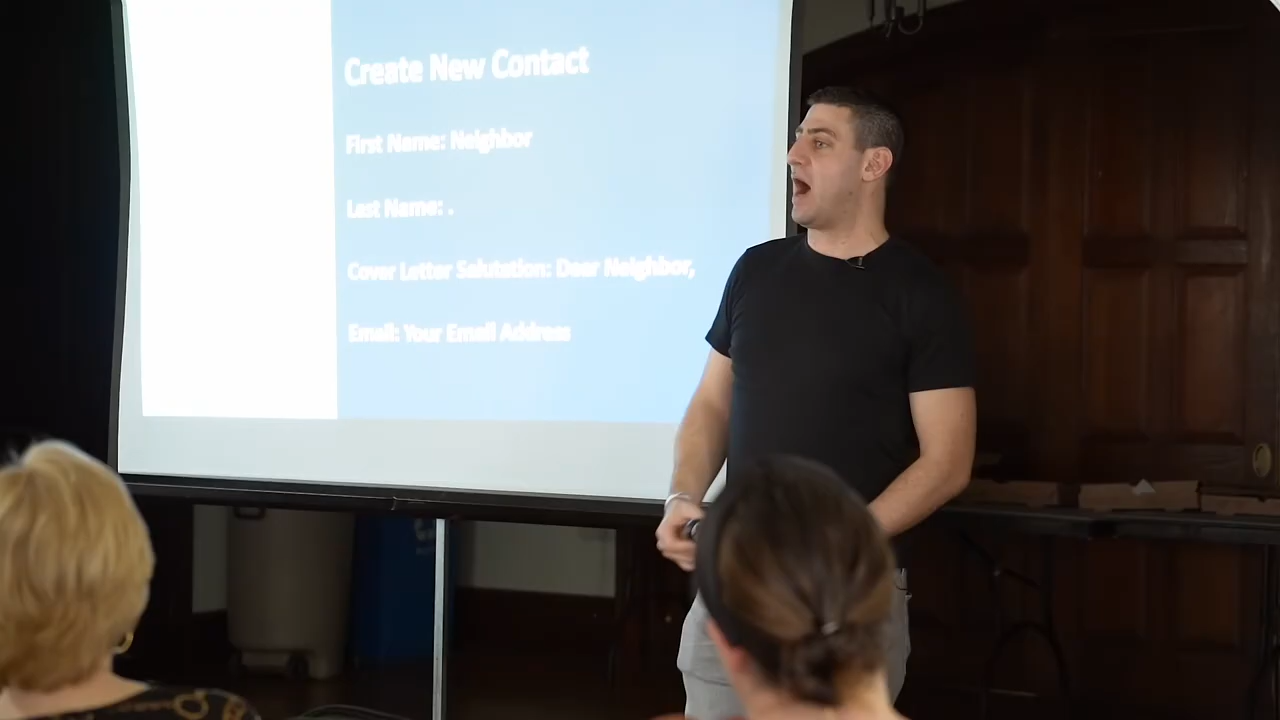 Create New Contact
First Name: Neighbor
Last Name: .
Cover Letter Salutation: Dear Neighbor,
Email: Your Email Address